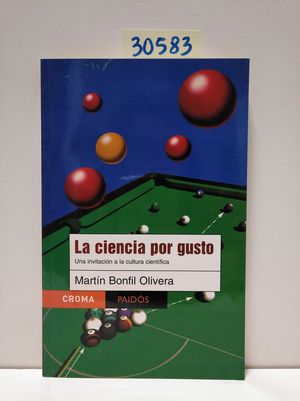 30583
La ciencia por gusto
Una invitación a la cultura científica
Martín Bonfil Olivera
CROMA PAIDÓS